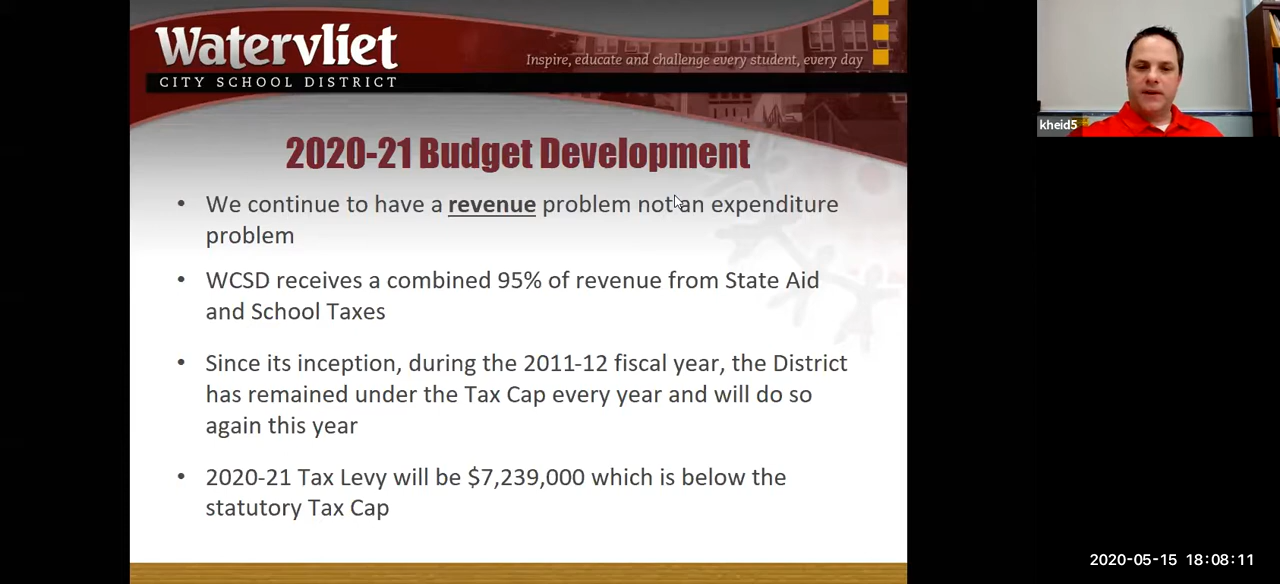 Watervliet
CITY SCHOOL DISTRICT
Inspire, educate and challenge every student, every day
kheid5
2020-21 Budget Development
• We continue to have a revenue problem not an expenditure
problem
• WCSD receives a combined 95% of revenue from State Aid
and School Taxes
• Since its inception, during the 2011-12 fiscal year, the District
has remained under the Tax Cap every year and will do so
again this year
• 2020-21 Tax Levy will be $7,239,000 which is below the
statutory Tax Cap
2020-05-15 18:08:11